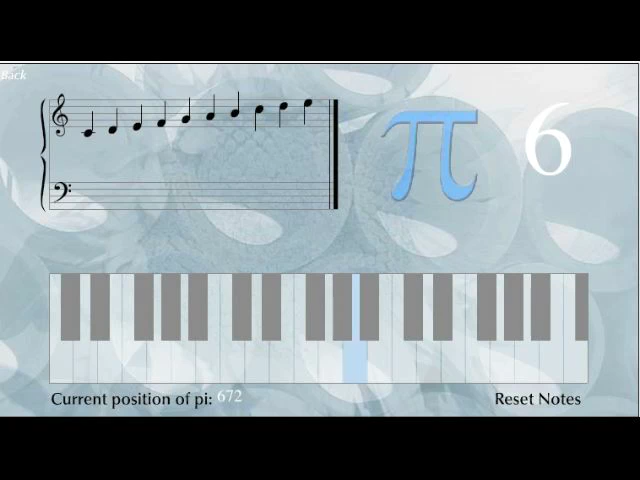 Back
π 6
Current position of pi: 672
Reset Notes